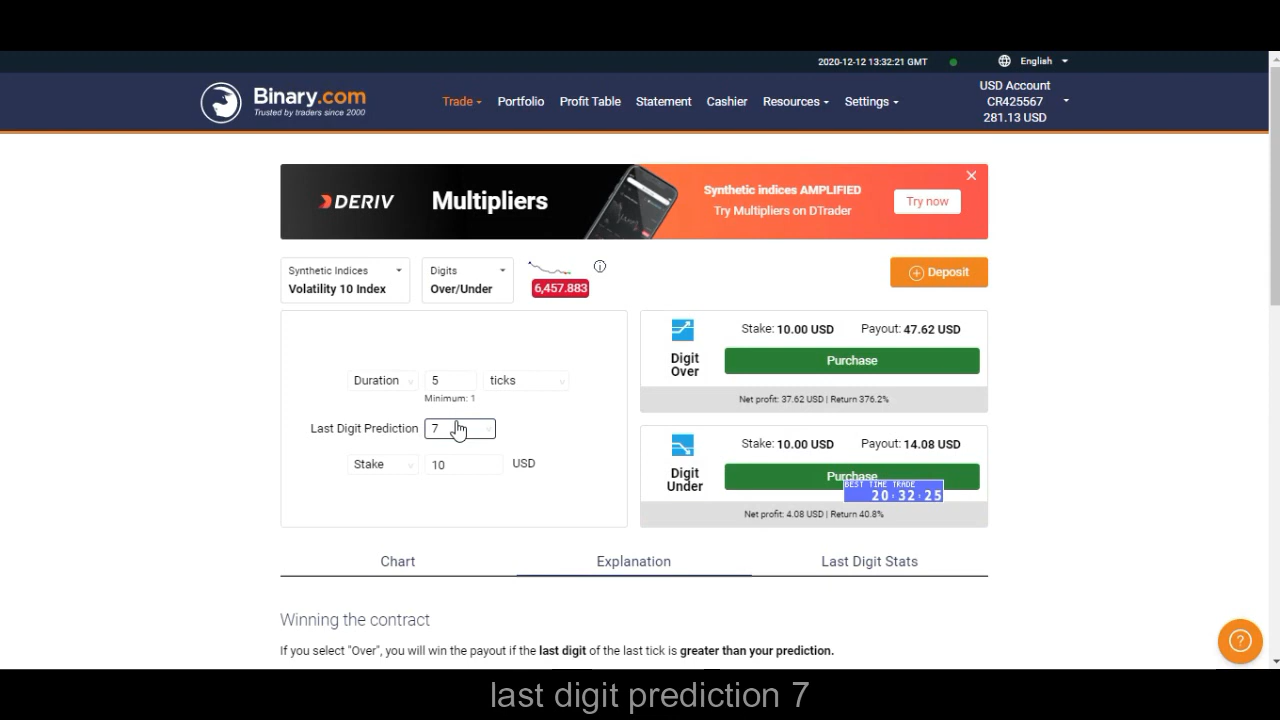 2020-12-12 13:32:21 GMT
English
Binary.com
Trusted by traders since 2000
Trade
Portfolio
Profit Table
Statement
Cashier
Resources
Settings
USD Account
CR425567
281.13 USD
DERIV
Multipliers
Synthetic indices AMPLIFIED
Try Multipliers on DTrader
Try now
Synthetic Indices
Volatility 10 Index
Digits
Over/Under
6,457.883
Deposit
Duration 5 ticks
Minimum: 1
Last Digit Prediction 7
Stake 10 USD
Digit
Over
Stake: 10.00 USD Payout: 47.62 USD
Purchase
Net profit: 37.62 USD | Return 376.2%
Digit
Under
Stake: 10.00 USD Payout: 14.08 USD
Purchase
BEST TIME TRADE
20:32:25
Net profit: 4.08 USD | Return 40.8%
Chart
Explanation
Last Digit Stats
Winning the contract
If you select "Over", you will win the payout if the last digit of the last tick is greater than your prediction.
last digit prediction 7